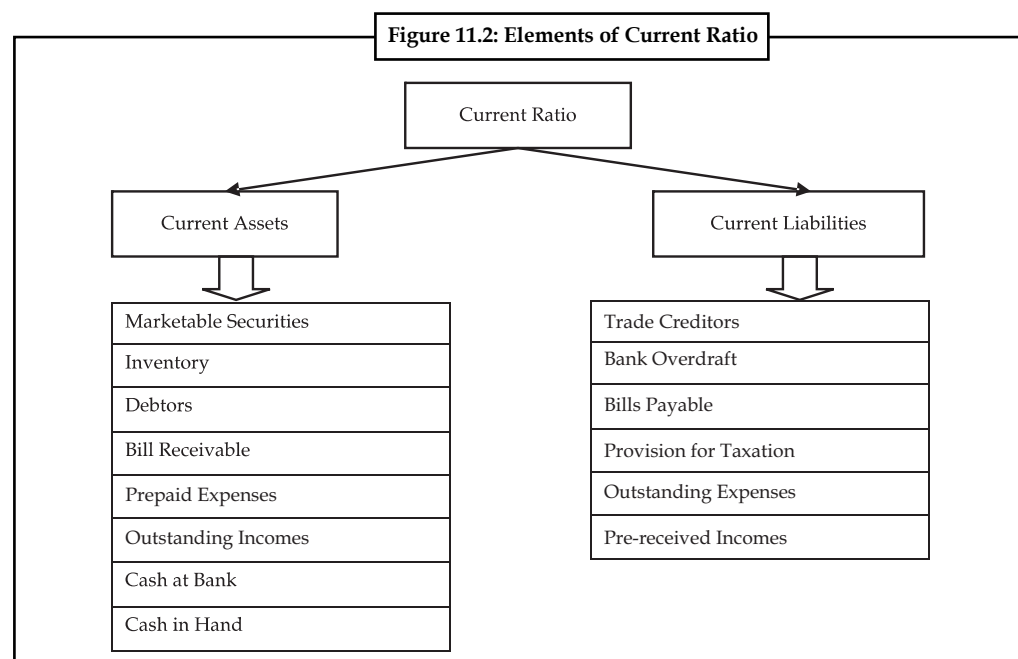 Figure 11.2: Elements of Current Ratio
Current Ratio
Current Assets
Current Liabilities
Marketable Securities
Inventory
Debtors
Bill Receivable
Prepaid Expenses
Outstanding Incomes
Cash at Bank
Cash in Hand
Trade Creditors
Bank Overdraft
Bills Payable
Provision for Taxation
Outstanding Expenses
Pre-received Incomes